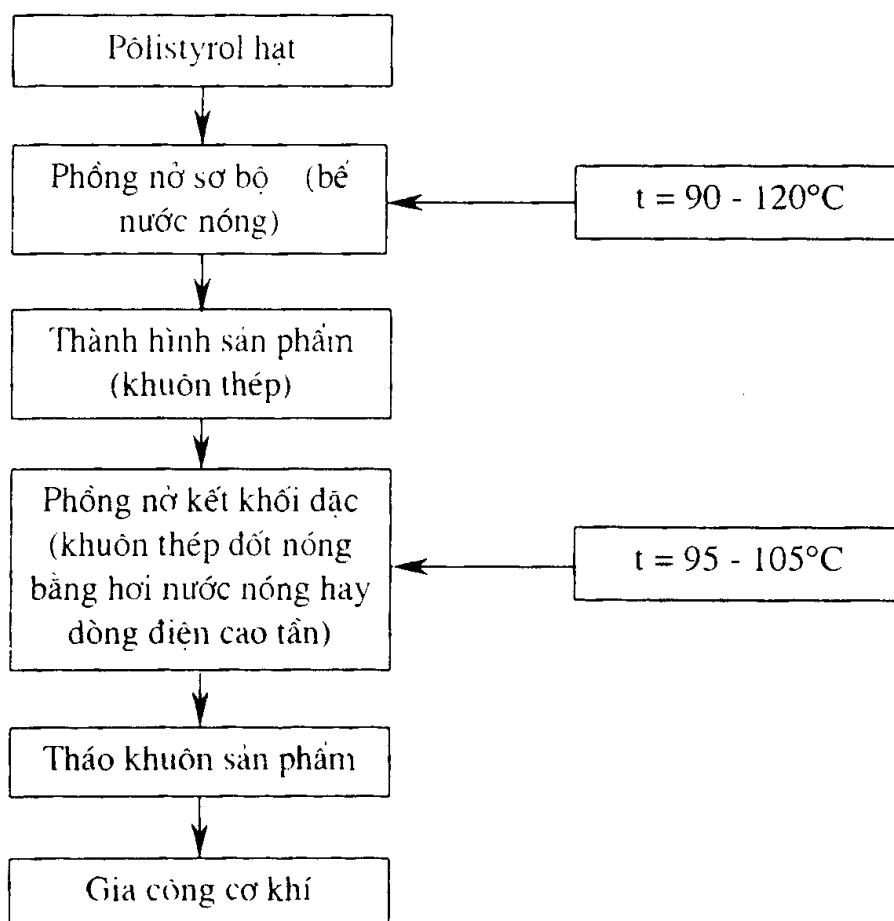 Pôlistyrol hạt
Phồng nở sơ bộ (bể
nước nóng)
t = 90 - 120°C
Thành hình sản phẩm
(khuôn thép)
Phồng nở kết khối đặc
(khuôn thép đốt nóng
bằng hơi nước nóng hay
dòng điện cao tần)
t = 95 - 105°C
Tháo khuôn sản phẩm
Gia công cơ khí